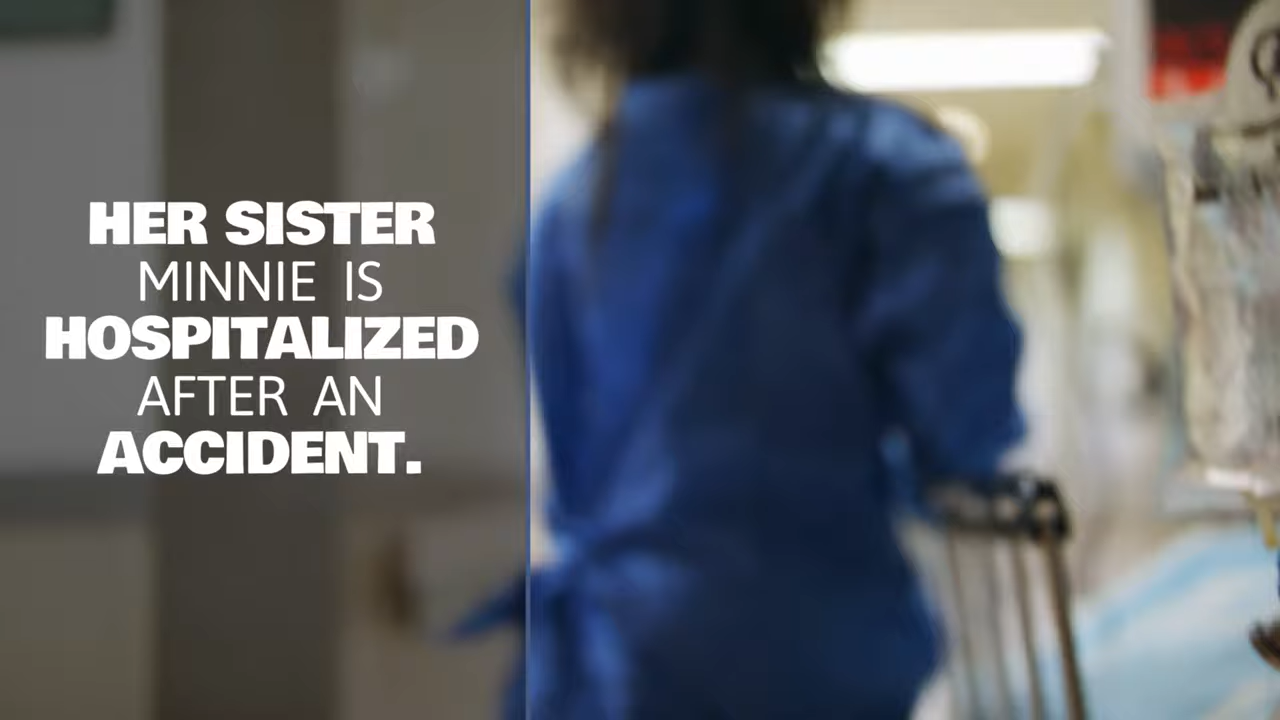 HER SISTER
MINNIE IS
HOSPITALIZED
AFTER AN
ACCIDENT.